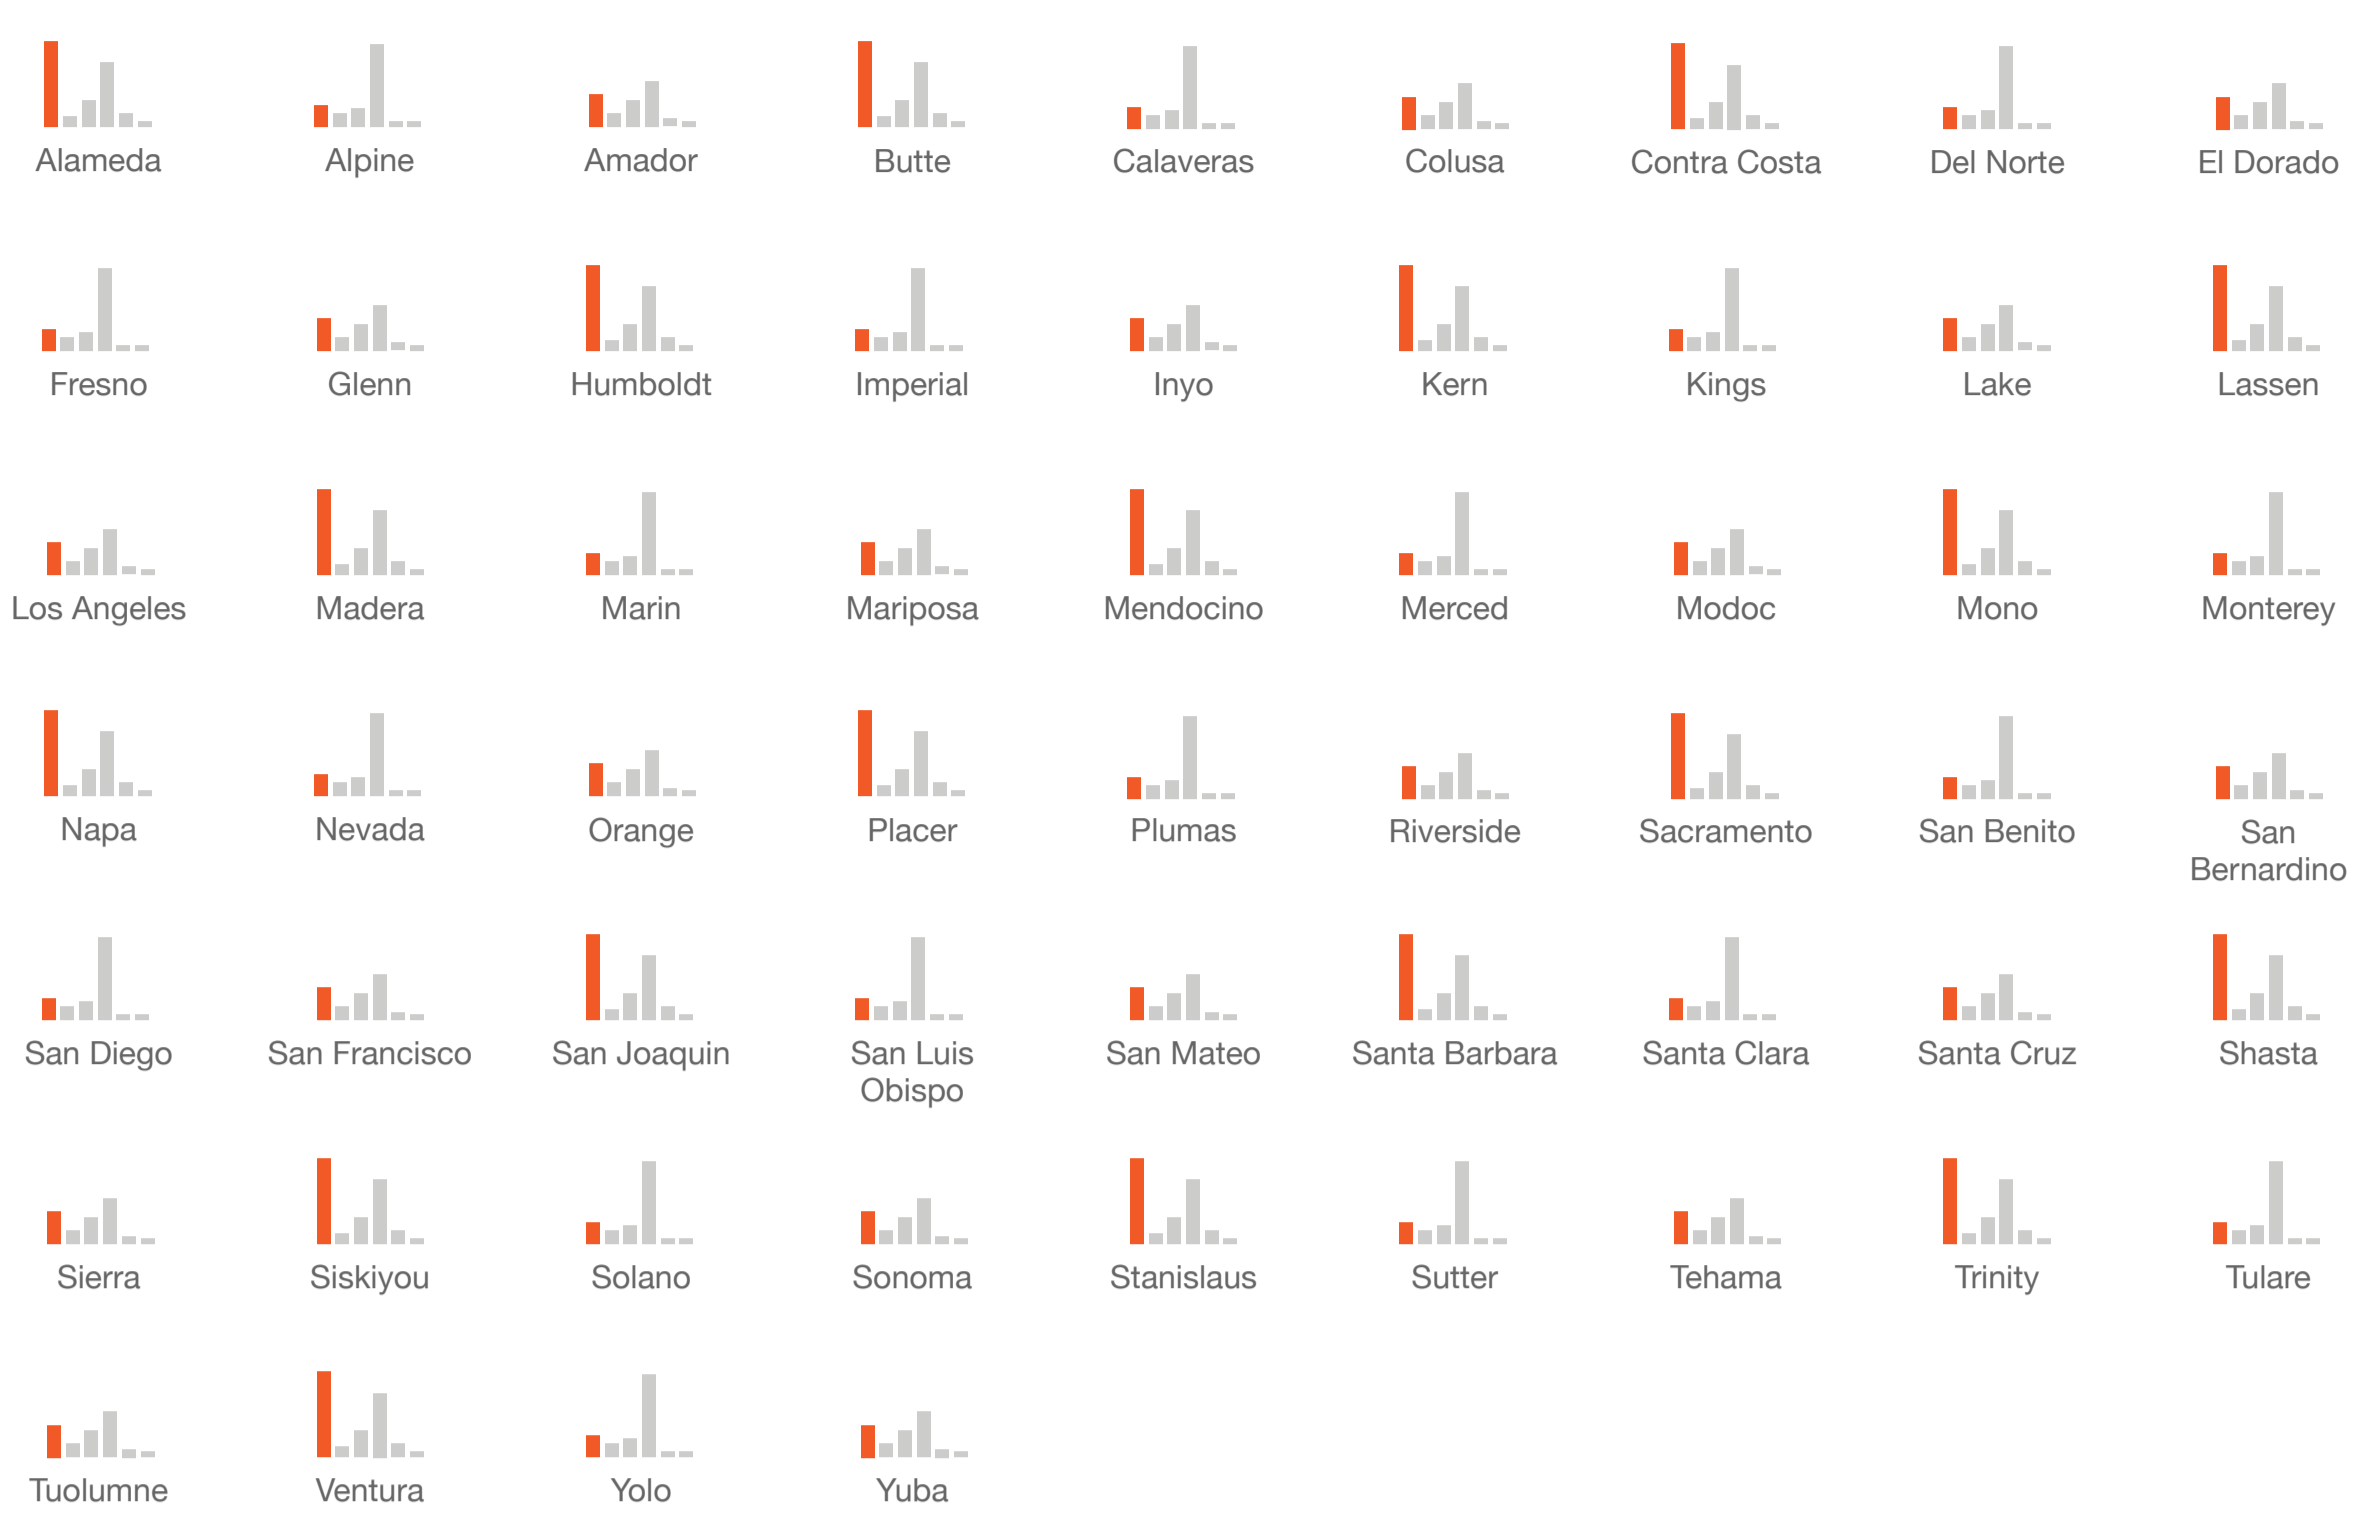 Alameda
Alpine
Amador
Butte
Calaveras
Colusa
Contra Costa
Del Norte
El Dorado
Fresno
Glenn
Humboldt
Imperial
Inyo
Kern
Kings
Lake
Lassen
Los Angeles
Madera
Marin
Mariposa
Mendocino
Merced
Modoc
Mono
Monterey
Napa
Nevada
Orange
Placer
Plumas
Riverside
Sacramento
San Benito
San
Bernardino
San Diego
San Francisco
San Joaquin
San Luis
Obispo
San Mateo
Santa Barbara
Santa Clara
Santa Cruz
Shasta
Sierra
Siskiyou
Solano
Sonoma
Stanislaus
Sutter
Tehama
Trinity
Tulare
Tuolumne
Ventura
Yolo
Yuba